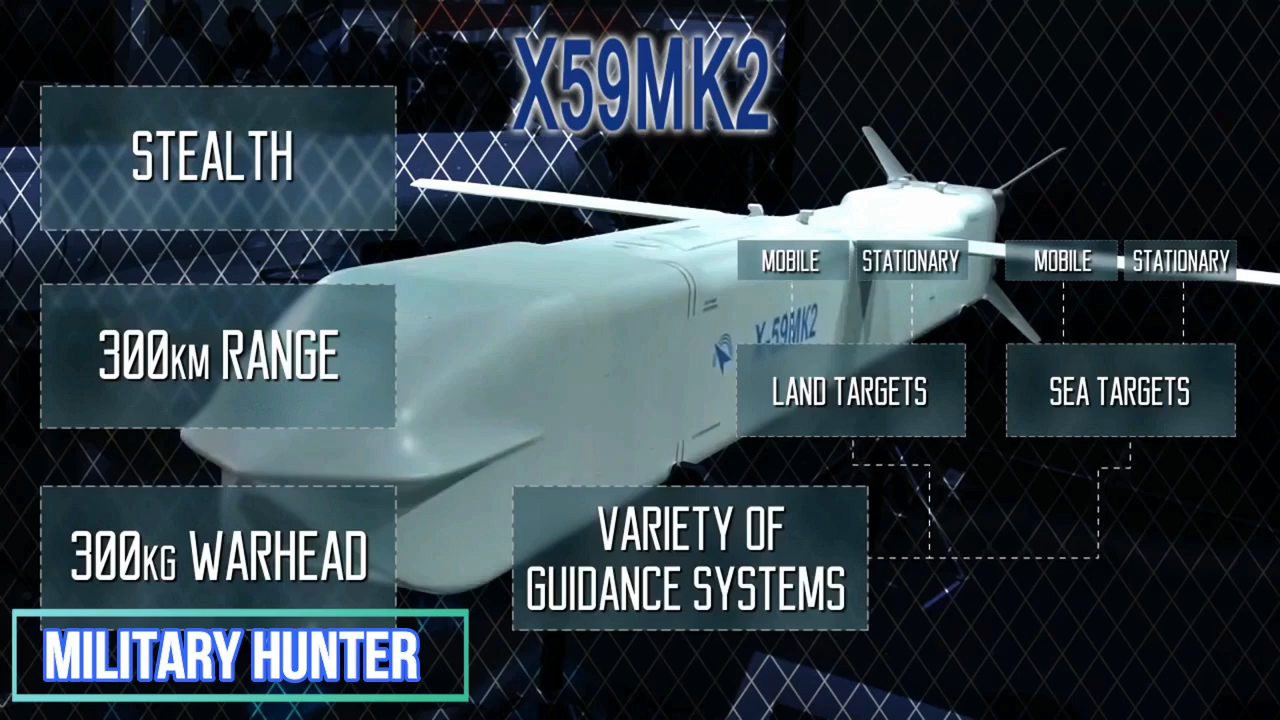 X59MK2
STEALTH
300KM RANGE
300KG WARHEAD
MILITARY HUNTER
X-59MK2
MOBILE
STATIONARY
MOBILE
STATIONARY
LAND TARGETS
SEA TARGETS
VARIETY OF
GUIDANCE SYSTEMS